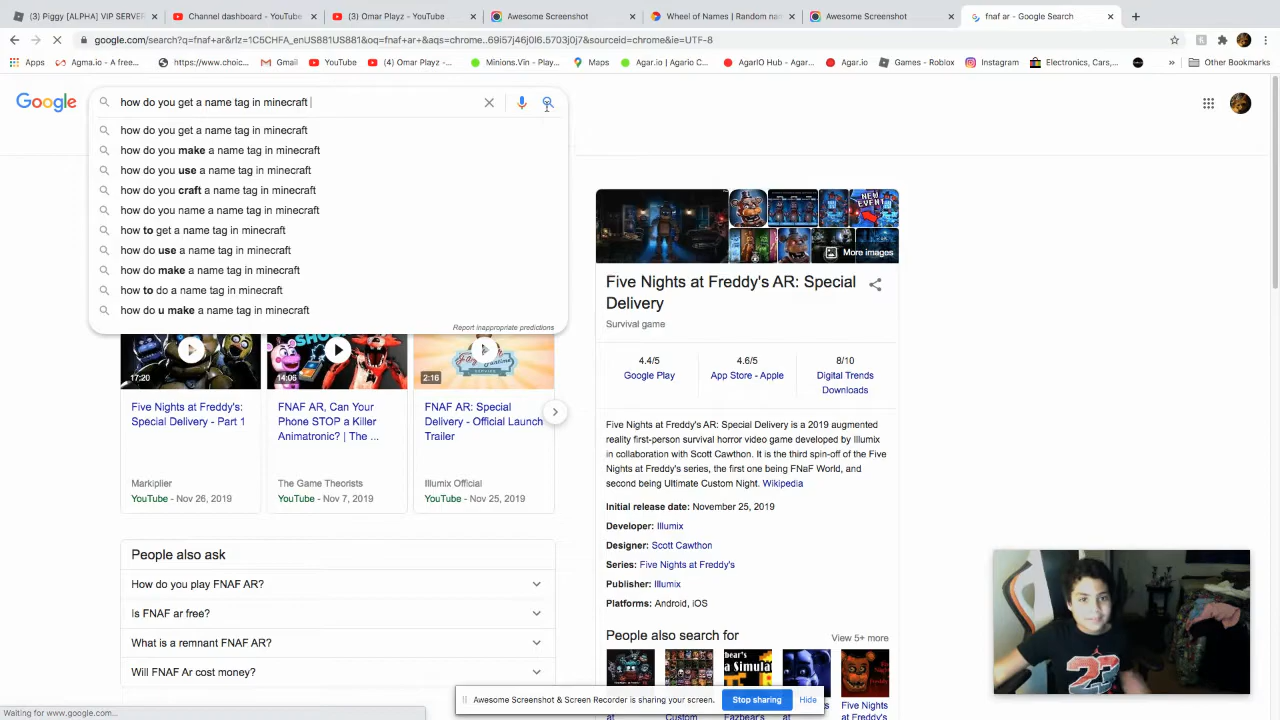 [ALPHA] VIP SERVER
Channel dashboard - YouTube
(3) Omar Playz - YouTube
Awesome Screenshot
Wheel of Names | Random na
Awesome Screenshot
fnaf ar - Google Search
google.com/search?q=fnaf+ar&rlz=1C5CHFA_enUS881US881&oq=fnaf+ar+&aqs=chrome..69i57j46j0l6.5703j0j7&sourceid=chrome&ie=UTF-8
Apps
Agma.io - Agma.io fre...
https://www.choic...
Gmail
YouTube
(4) Omar Playz -...
Minions.Vin - Play...
Maps
Agar.io | Agario C...
AgarIO Hub - Agar...
Agar.io
Games - Roblox
Instagram
Electronics, Cars,...
»
Other Bookmarks
Google
how do you get a name tag in minecraft
how do you get a name tag in minecraft
how do you make a name tag in minecraft
how do you use a name tag in minecraft
how do you craft a name tag in minecraft
how do you name a name tag in minecraft
how to get a name tag in minecraft
how do use a name tag in minecraft
how do make a name tag in minecraft
how to do a name tag in minecraft
how do u make a name tag in minecraft
Report inappropriate predictions
17:20
14:06
2:16
Five Nights at Freddy's:
Special Delivery - Part 1
Markiplier
YouTube - Nov 26, 2019
FNAF AR, Can Your
Phone STOP a Killer
Animatronic? | The ...
The Game Theorists
YouTube - Nov 7, 2019
FNAF AR: Special
Delivery - Official Launch
Trailer
Illumix Official
YouTube - Nov 25, 2019
People also ask
How do you play FNAF AR?
Is FNAF ar free?
What is a remnant FNAF AR?
Will FNAF Ar cost money?
NEW
EVENT
More images
Five Nights at Freddy's AR: Special
Delivery
Survival game
4.4/5
Google Play
4.6/5
App Store - Apple
8/10
Digital Trends
Downloads
Five Nights at Freddy's AR: Special Delivery is a 2019 augmented
reality first-person survival horror video game developed by Illumix
in collaboration with Scott Cawthon. It is the third spin-off of the Five
Nights at Freddy's series, the first one being FNaF World, and
second being Ultimate Custom Night. Wikipedia
Initial release date: November 25, 2019
Developer: Illumix
Designer: Scott Cawthon
Series: Five Nights at Freddy's
Publisher: Illumix
Platforms: Android, iOS
People also search for
View 5+ more
Five Nights
at Freddy's
23
Awesome Screenshot & Screen Recorder is sharing your screen.
Stop sharing
Hide
Waiting for www.google.com...